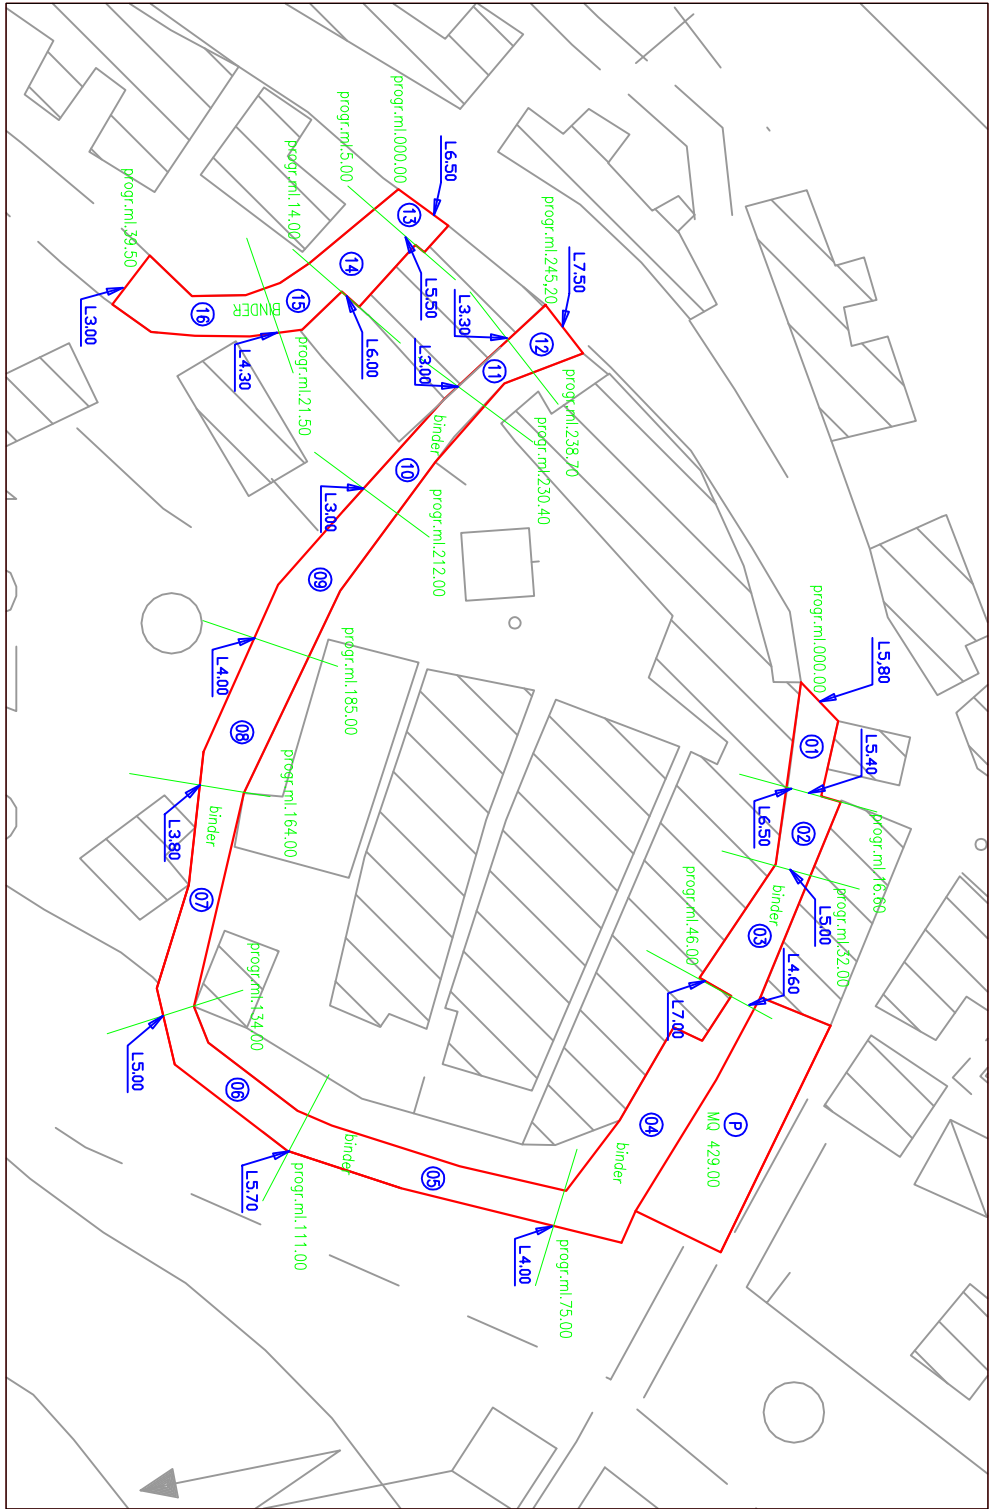 L5,80
progr.ml.000.00
01
L5.40
L6.50
02
progr.ml.16.60
L5.00
progr.ml.32.00
binder
03
progr.ml.46.00
L4.60
L7.00
P
MQ 429.00
04
binder
progr.ml.75.00
L4.00
05
binder
progr.ml.111.00
L5.70
06
progr.ml.134.00
L5.00
07
binder
progr.ml.164.00
L3.80
08
progr.ml.185.00
L4.00
09
progr.ml.212.00
L3.00
10
binder
progr.ml.230.40
L3.00
11
progr.ml.238.70
L3.30
12
progr.ml.245,20
L7.50
L6.50
progr.ml.000.00
13
progr.ml.5.00
L5.50
14
progr.ml.14.00
L6.00
15
BINDER
progr.ml.21.50
L4.30
16
progr.ml.39.50
L3.00